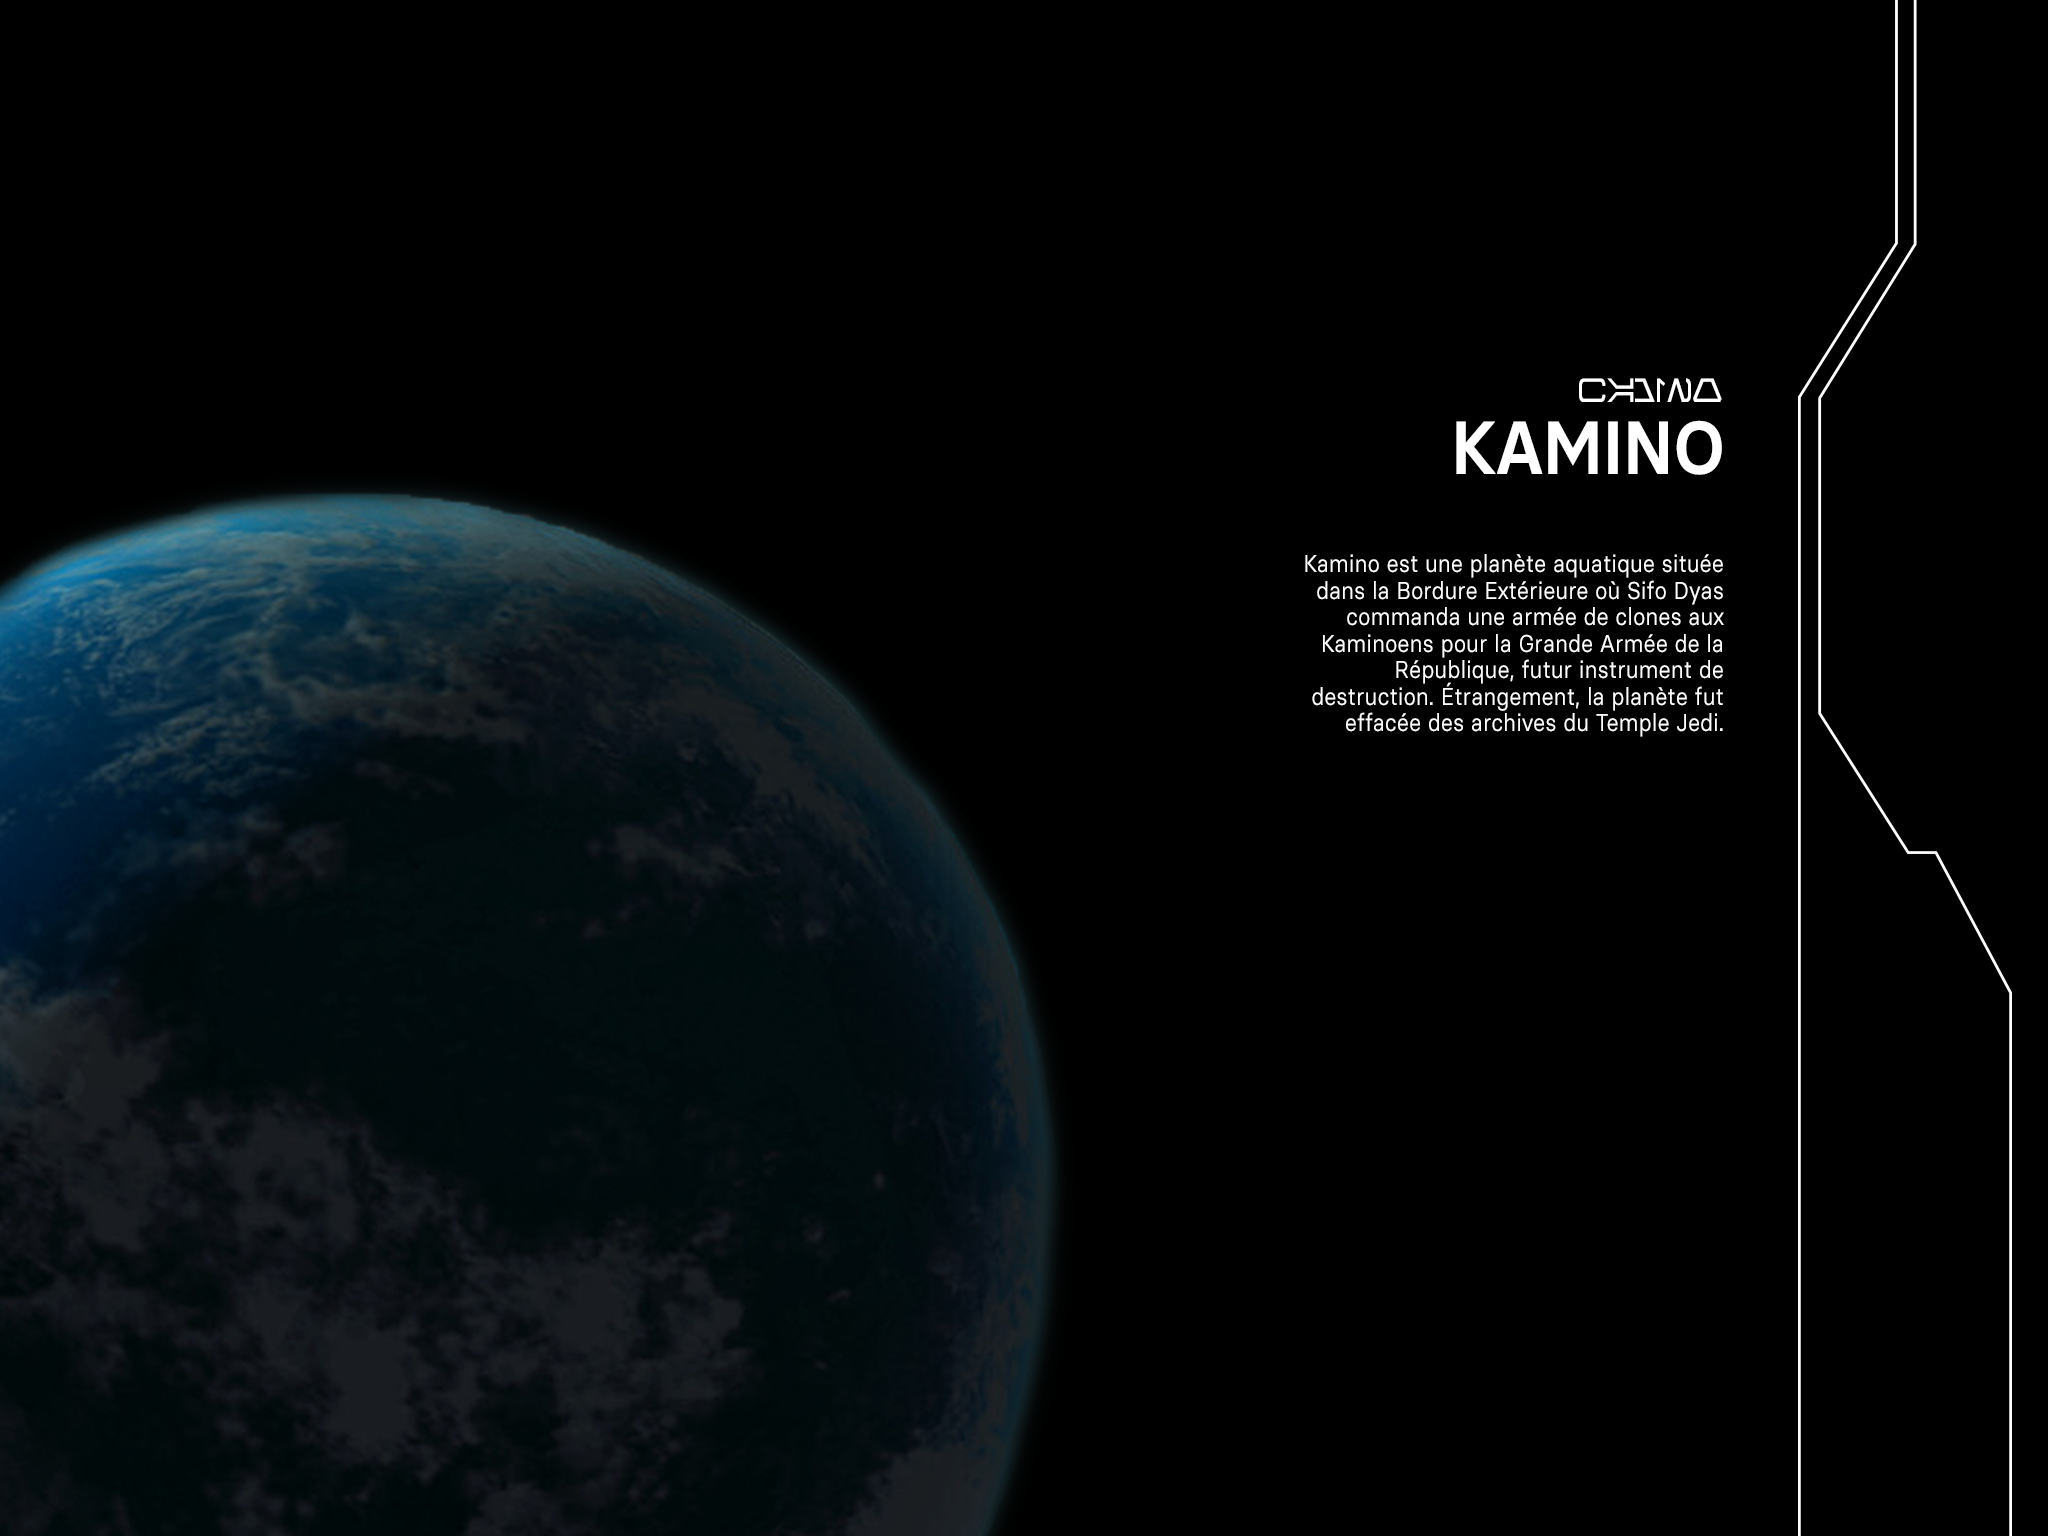 KAMINO
Kamino est une planète aquatique située
dans la Bordure Extérieure où Sifo Dyas
commanda une armée de clones aux
Kaminoens pour la Grande Armée de la
République, futur instrument de
destruction. Étrangement, la planète fut
effacée des archives du Temple Jedi.